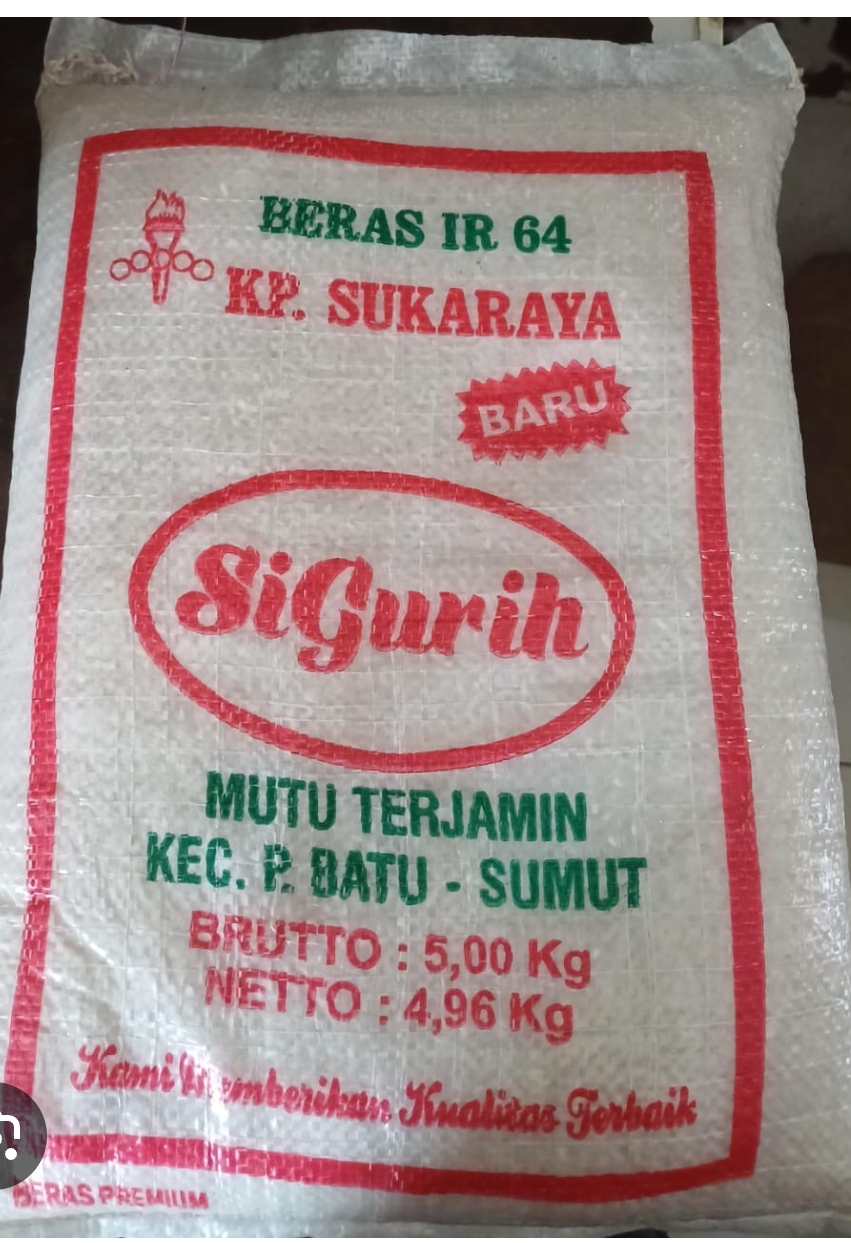 BERAS IR 64
KP. SUKARAYA
BARU
SiGurih
MUTU TERJAMIN
KEC. P. BATU - SUMUT
BRUTTO : 5,00 Kg
NETTO : 4,96 Kg
Kami Memberikan Kualitas Terbaik
BERAS PREMIUM